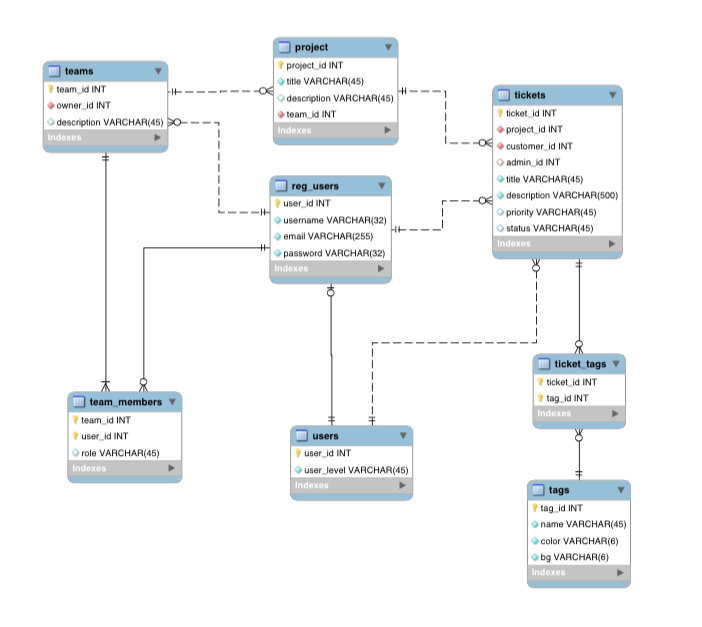 teams
team_id INT
owner_id INT
description VARCHAR(45)
Indexes
project
project_id INT
title VARCHAR(45)
description VARCHAR(45)
team_id INT
Indexes
tickets
ticket_id INT
project_id INT
customer_id INT
admin_id INT
title VARCHAR(45)
description VARCHAR(500)
priority VARCHAR(45)
status VARCHAR(45)
Indexes
reg_users
user_id INT
username VARCHAR(32)
email VARCHAR(255)
password VARCHAR(32)
Indexes
team_members
team_id INT
user_id INT
role VARCHAR(45)
Indexes
users
user_id INT
user_level VARCHAR(45)
Indexes
ticket_tags
ticket_id INT
tag_id INT
Indexes
tags
tag_id INT
name VARCHAR(45)
color VARCHAR(6)
bg VARCHAR(6)
Indexes